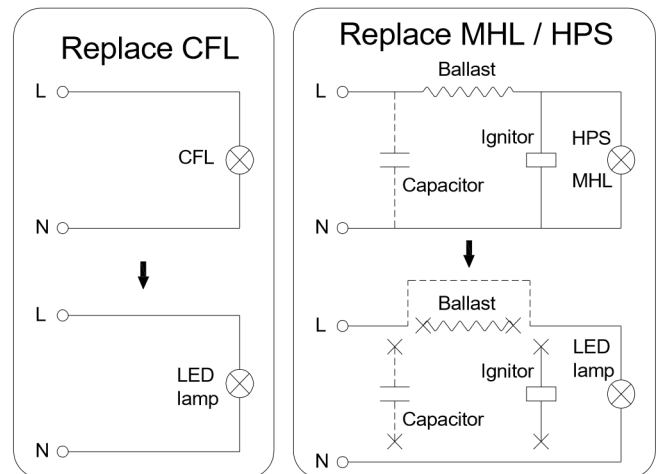 Replace CFL
L
CFL
N
L
LED
lamp
N
Replace MHL / HPS
Ballast
L
Ignitor
HPS
MHL
Capacitor
N
Ballast
L
LED
lamp
Ignitor
Capacitor
N